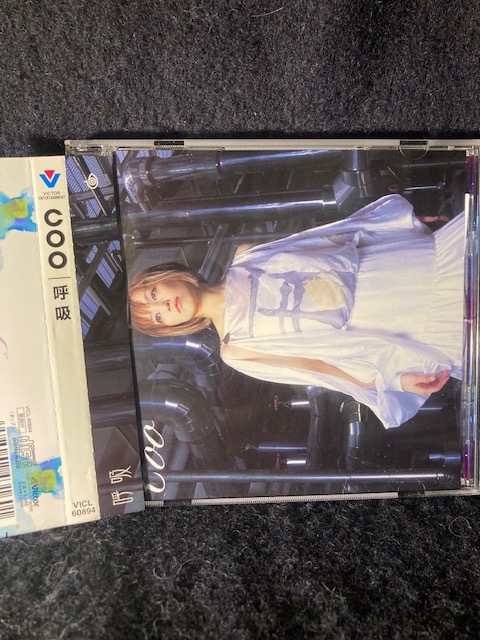 VICTOR
ENTERTAINMENT
COO
呼吸
VICL
60894
呼吸
coo